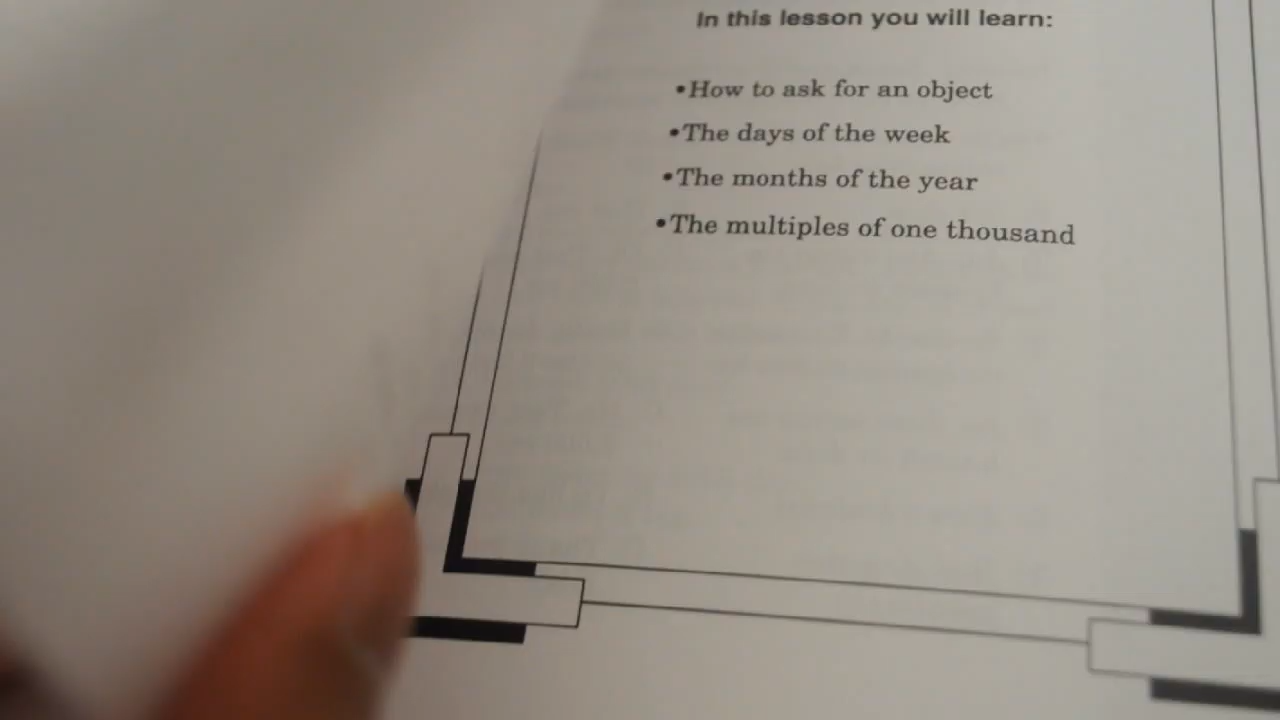 In this lesson you will learn:
•How to ask for an object
•The days of the week
•The months of the year
•The multiples of one thousand